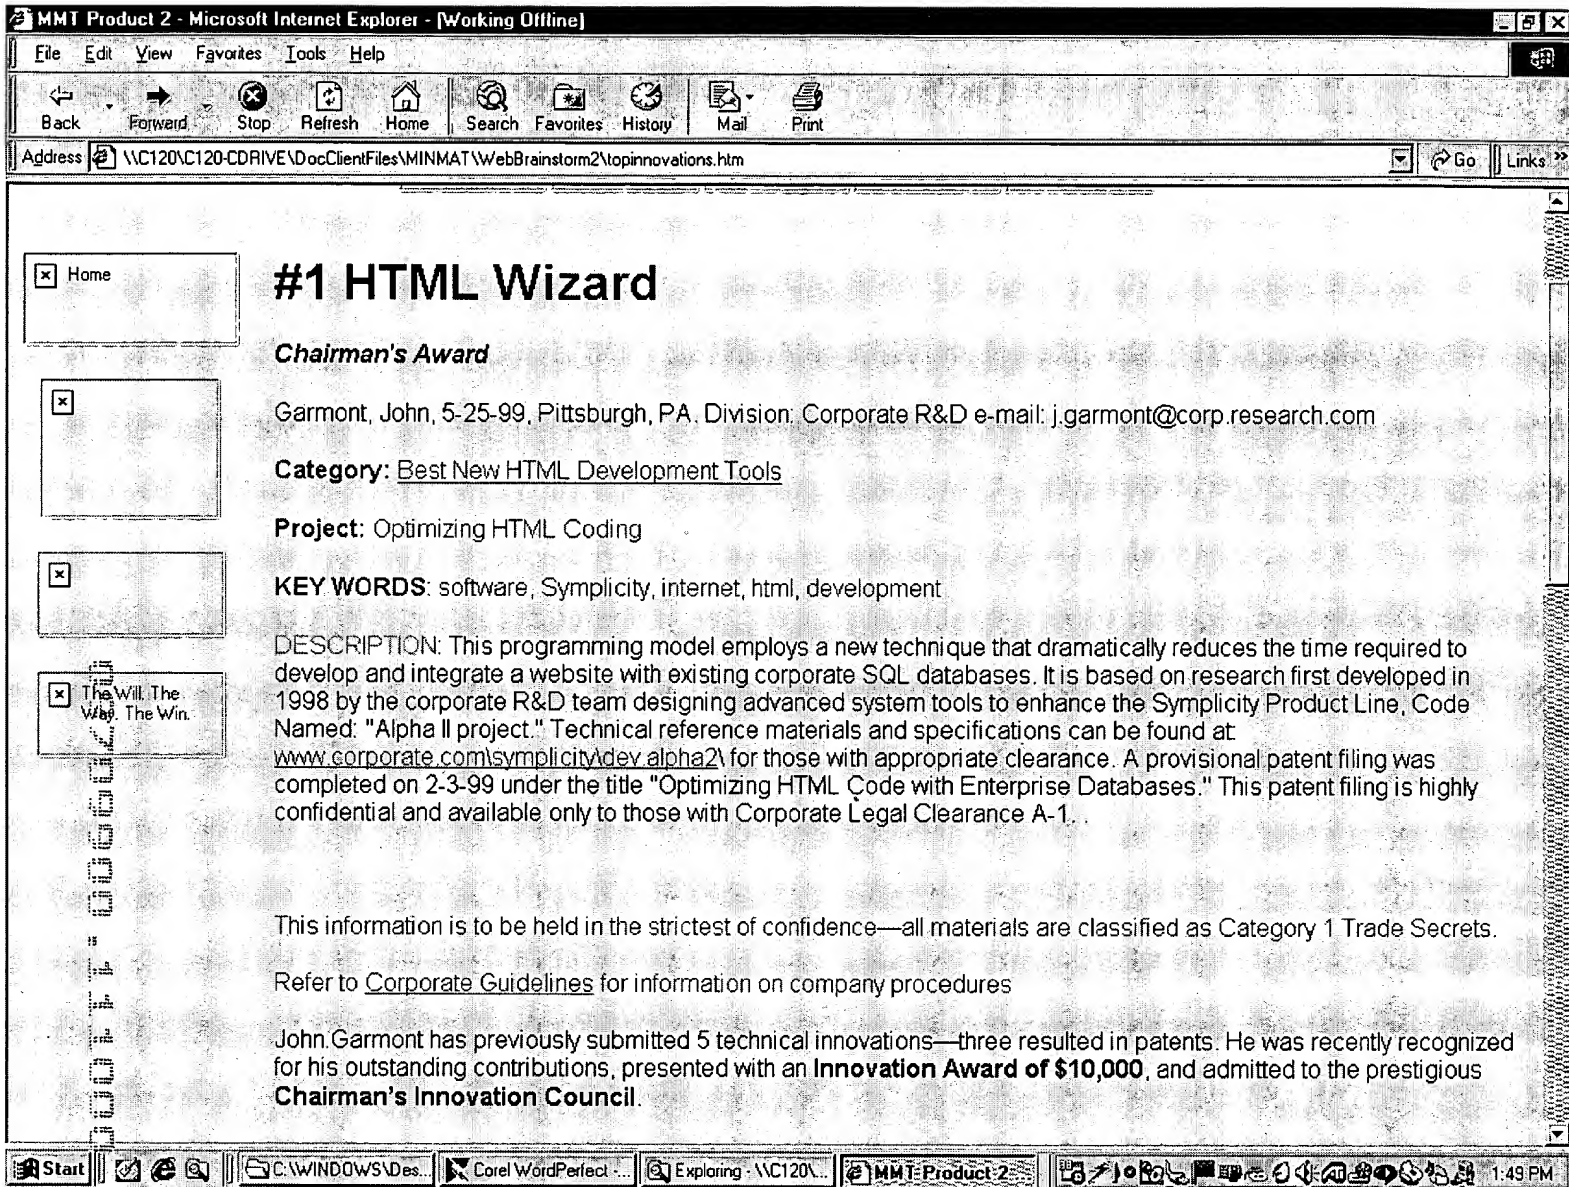 MMT Product 2 - Microsoft Internet Explorer - [Working Offline]
File Edit View Favorites Tools Help
Back Forward Stop Refresh Home Search Favorites History Mail Print
Address \\C120\C120-CDRIVE\DocClientFiles\MINMAT\WebBrainstorm2\topinnovations.htm Go Links »
Home
#1 HTML Wizard
Chairman's Award
Garmont, John, 5-25-99, Pittsburgh, PA. Division: Corporate R&D e-mail: j.garmont@corp.research.com
Category: Best New HTML Development Tools
Project: Optimizing HTML Coding
KEY WORDS: software, Symplicity, internet, html, development
DESCRIPTION: This programming model employs a new technique that dramatically reduces the time required to
develop and integrate a website with existing corporate SQL databases. It is based on research first developed in
1998 by the corporate R&D team designing advanced system tools to enhance the Symplicity Product Line, Code
Named: "Alpha II project." Technical reference materials and specifications can be found at:
www.corporate.com\symplicity\dev.alpha2\ for those with appropriate clearance. A provisional patent filing was
completed on 2-3-99 under the title "Optimizing HTML Code with Enterprise Databases." This patent filing is highly
confidential and available only to those with Corporate Legal Clearance A-1. .
The Will. The
Way. The Win.
This information is to be held in the strictest of confidence—all materials are classified as Category 1 Trade Secrets.
Refer to Corporate Guidelines for information on company procedures
John Garmont has previously submitted 5 technical innovations—three resulted in patents. He was recently recognized
for his outstanding contributions, presented with an Innovation Award of $10,000, and admitted to the prestigious
Chairman's Innovation Council.
Start C:\WINDOWS\Des... Corel WordPerfect -... Exploring - \\C120\... MMT Product 2 1:49 PM